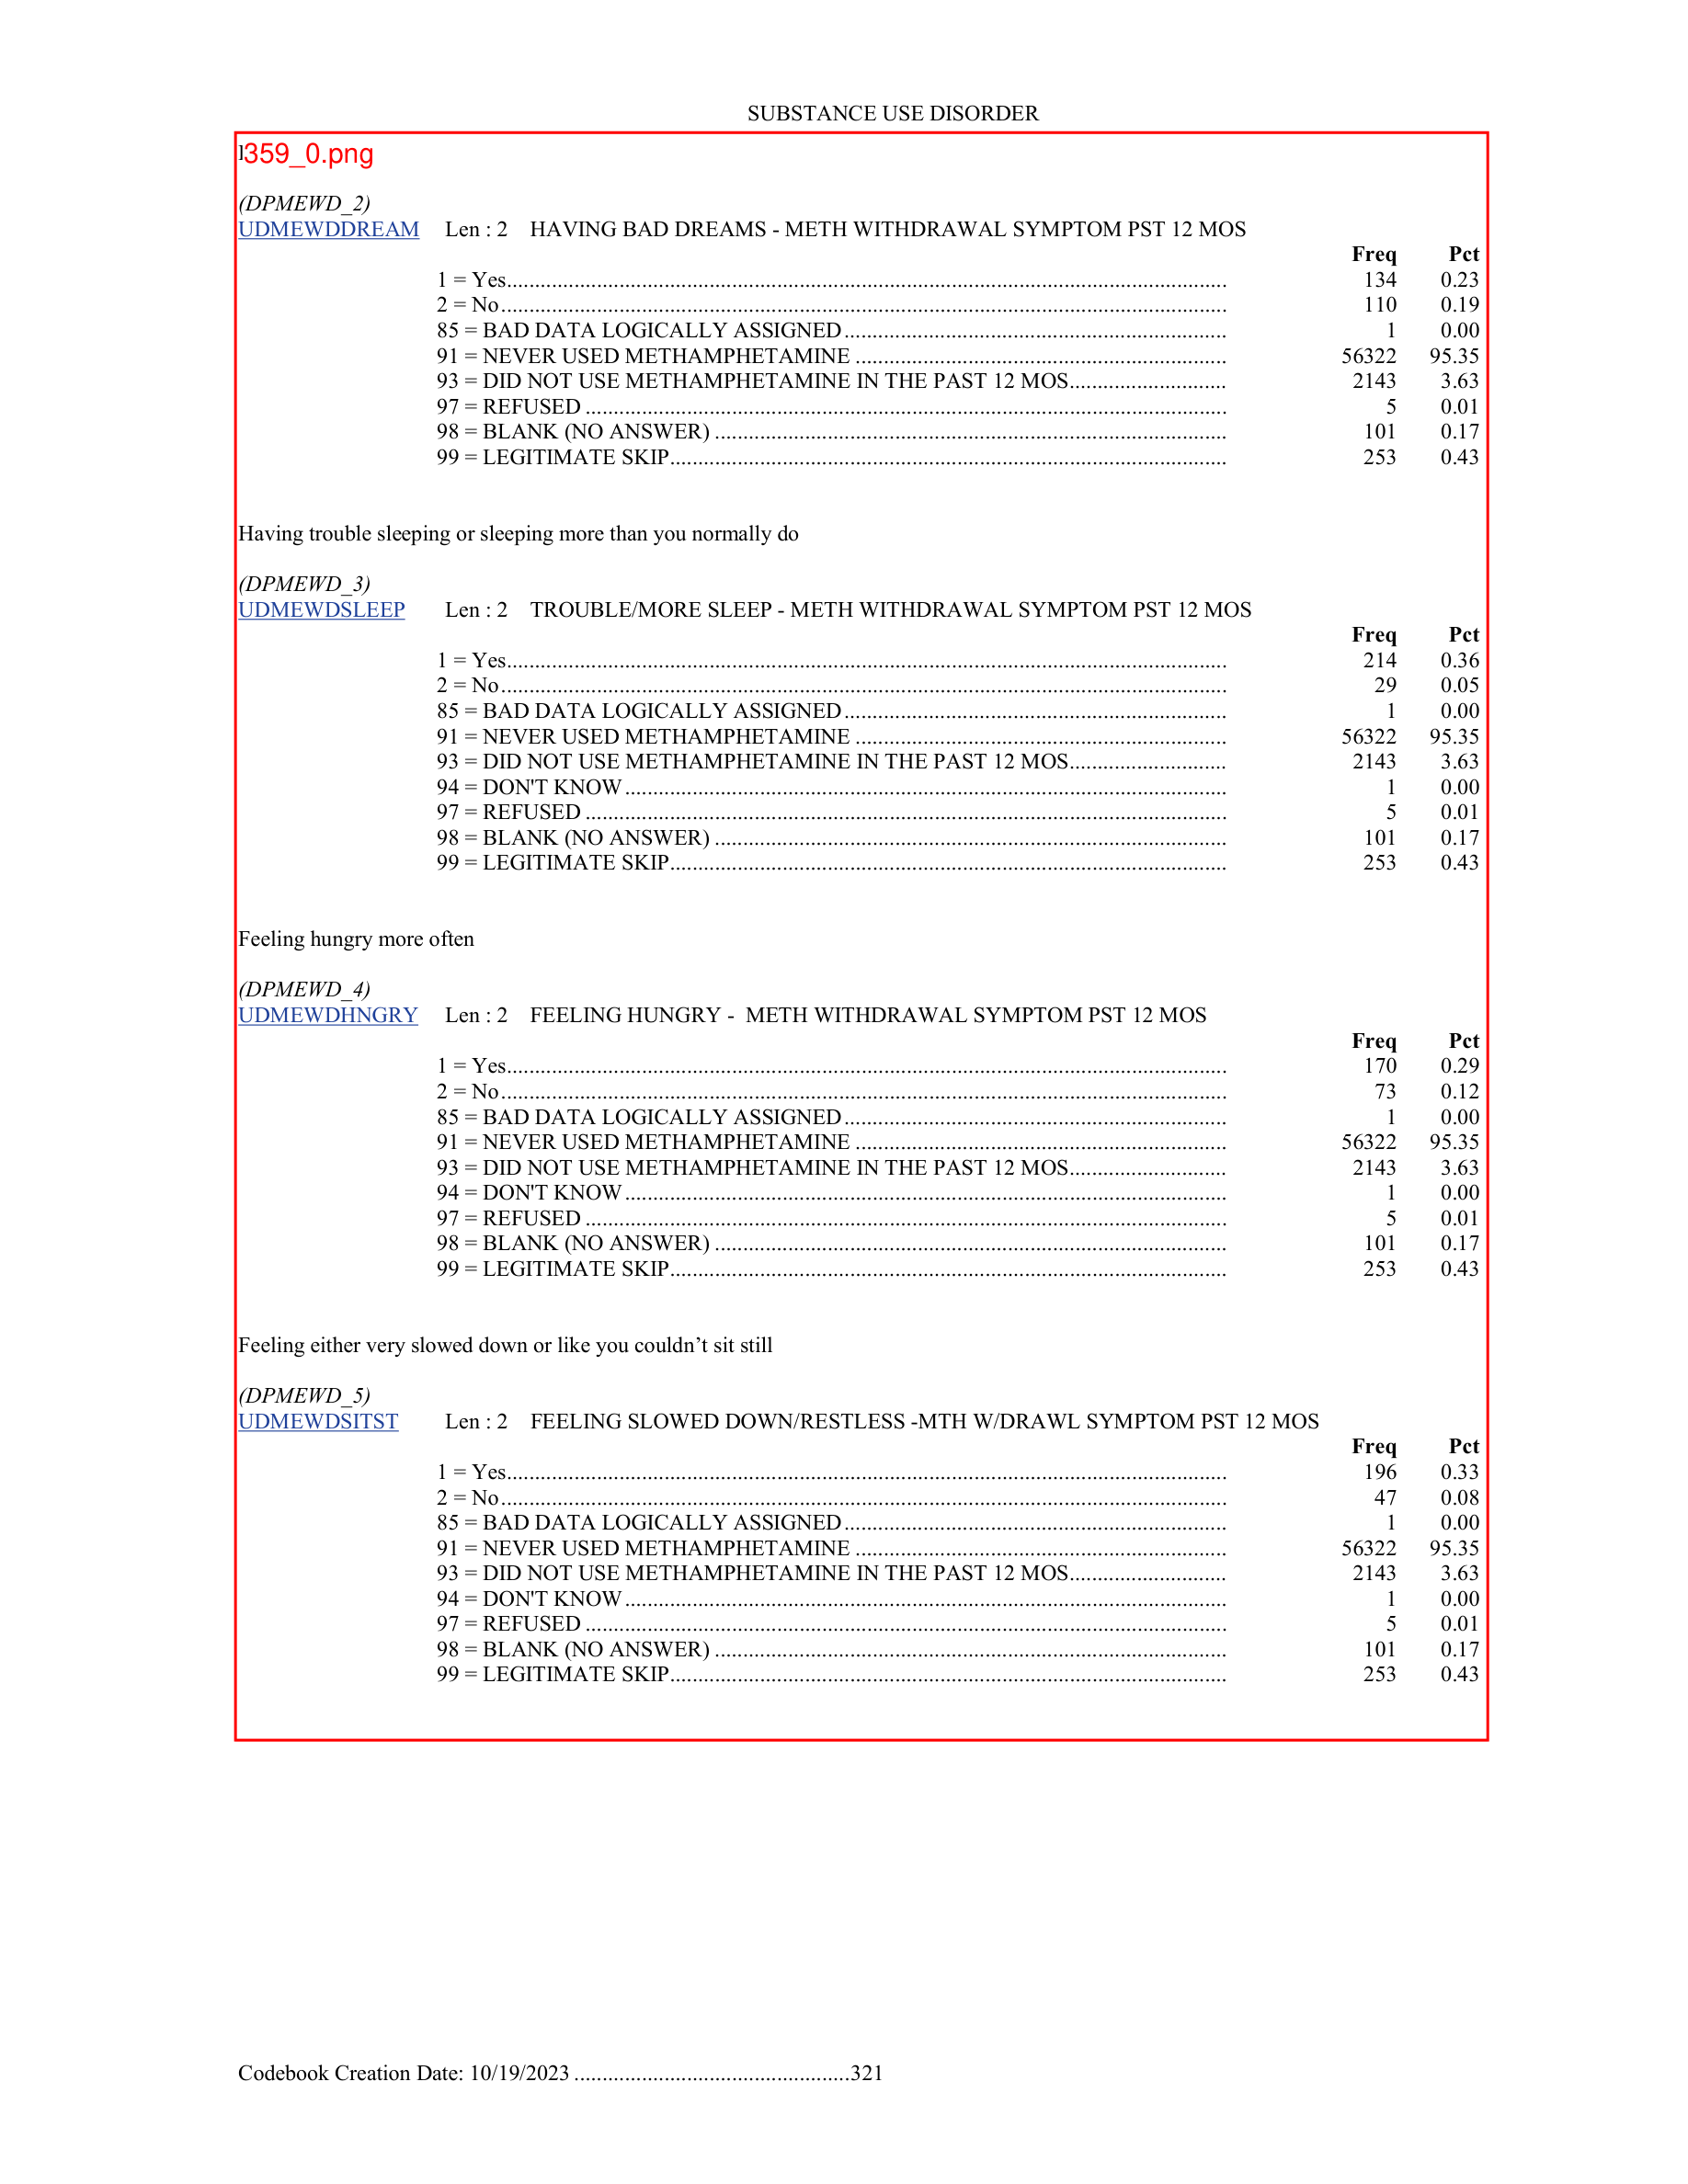 SUBSTANCE USE DISORDER
359_0.png
(DPMEWD_2)
UDMEWDDREAM Len : 2 HAVING BAD DREAMS - METH WITHDRAWAL SYMPTOM PST 12 MOS
Freq Pct
1 = Yes.......... 134 0.23
2 = No.......... 110 0.19
85 = BAD DATA LOGICALLY ASSIGNED.......... 1 0.00
91 = NEVER USED METHAMPHETAMINE .......... 56322 95.35
93 = DID NOT USE METHAMPHETAMINE IN THE PAST 12 MOS.......... 2143 3.63
97 = REFUSED .......... 5 0.01
98 = BLANK (NO ANSWER) .......... 101 0.17
99 = LEGITIMATE SKIP.......... 253 0.43
Having trouble sleeping or sleeping more than you normally do
(DPMEWD_3)
UDMEWDSLEEP Len : 2 TROUBLE/MORE SLEEP - METH WITHDRAWAL SYMPTOM PST 12 MOS
Freq Pct
1 = Yes.......... 214 0.36
2 = No.......... 29 0.05
85 = BAD DATA LOGICALLY ASSIGNED.......... 1 0.00
91 = NEVER USED METHAMPHETAMINE .......... 56322 95.35
93 = DID NOT USE METHAMPHETAMINE IN THE PAST 12 MOS.......... 2143 3.63
94 = DON'T KNOW.......... 1 0.00
97 = REFUSED .......... 5 0.01
98 = BLANK (NO ANSWER) .......... 101 0.17
99 = LEGITIMATE SKIP.......... 253 0.43
Feeling hungry more often
(DPMEWD_4)
UDMEWDHNGRY Len : 2 FEELING HUNGRY - METH WITHDRAWAL SYMPTOM PST 12 MOS
Freq Pct
1 = Yes.......... 170 0.29
2 = No.......... 73 0.12
85 = BAD DATA LOGICALLY ASSIGNED.......... 1 0.00
91 = NEVER USED METHAMPHETAMINE .......... 56322 95.35
93 = DID NOT USE METHAMPHETAMINE IN THE PAST 12 MOS.......... 2143 3.63
94 = DON'T KNOW.......... 1 0.00
97 = REFUSED .......... 5 0.01
98 = BLANK (NO ANSWER) .......... 101 0.17
99 = LEGITIMATE SKIP.......... 253 0.43
Feeling either very slowed down or like you couldn’t sit still
(DPMEWD_5)
UDMEWDSITST Len : 2 FEELING SLOWED DOWN/RESTLESS -MTH W/DRAWL SYMPTOM PST 12 MOS
Freq Pct
1 = Yes.......... 196 0.33
2 = No.......... 47 0.08
85 = BAD DATA LOGICALLY ASSIGNED.......... 1 0.00
91 = NEVER USED METHAMPHETAMINE .......... 56322 95.35
93 = DID NOT USE METHAMPHETAMINE IN THE PAST 12 MOS.......... 2143 3.63
94 = DON'T KNOW.......... 1 0.00
97 = REFUSED .......... 5 0.01
98 = BLANK (NO ANSWER) .......... 101 0.17
99 = LEGITIMATE SKIP.......... 253 0.43
Codebook Creation Date: 10/19/2023 ..........321